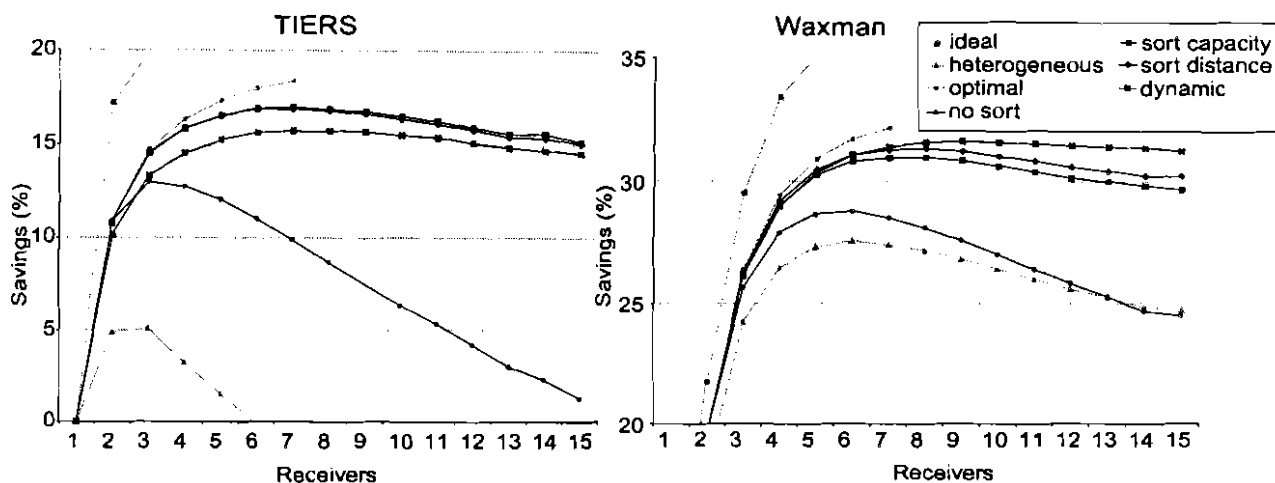 TIERS
20
15
10
5
0
Savings (%)
1 2 3 4 5 6 7 8 9 10 11 12 13 14 15
Receivers
Waxman
35
30
25
20
Savings (%)
1 2 3 4 5 6 7 8 9 10 11 12 13 14 15
Receivers
ideal
heterogeneous
optimal
no sort
sort capacity
sort distance
dynamic